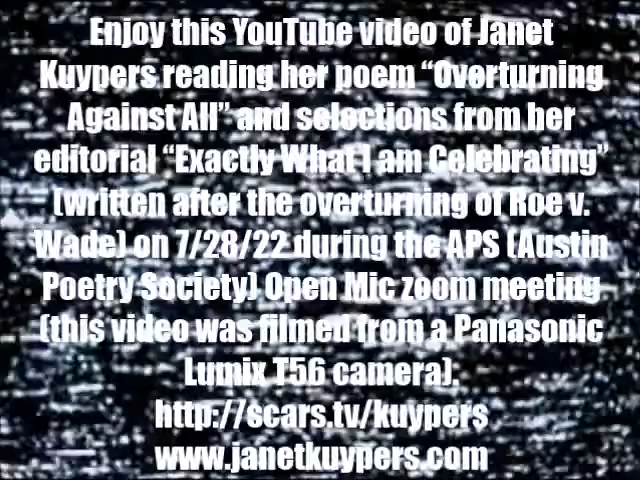 Enjoy this YouTube video of Janet
Kuypers reading her poem “Overturning
Against All” and selections from her
editorial “Exactly What I am Celebrating”
(written after the overturning of Roe v.
Wade) on 7/28/22 during the APS (Austin
Poetry Society) Open Mic zoom meeting
(this video was filmed from a Panasonic
Lumix T56 camera).
http://scars.tv/kuypers
www.janetkuypers.com